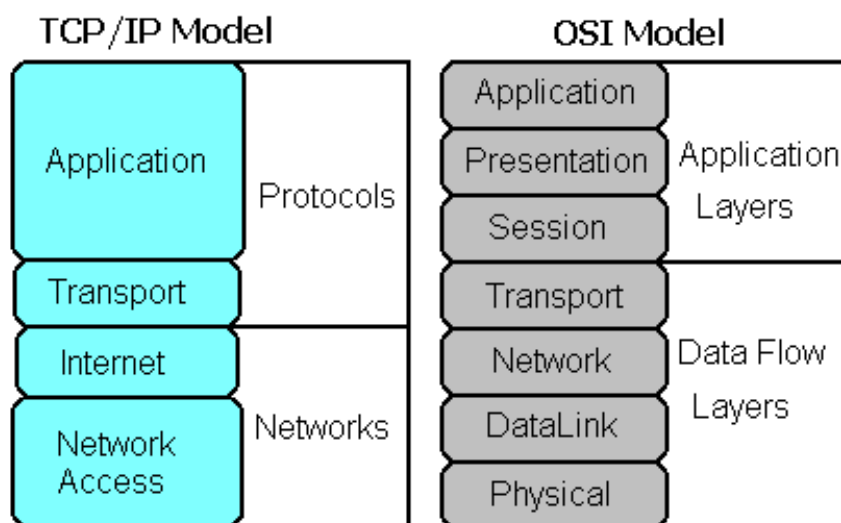 TCP/IP Model
Application
Protocols
Transport
Internet
Networks
Network
Access
OSI Model
Application
Presentation
Session
Application
Layers
Transport
Network
DataLink
Physical
Data Flow
Layers